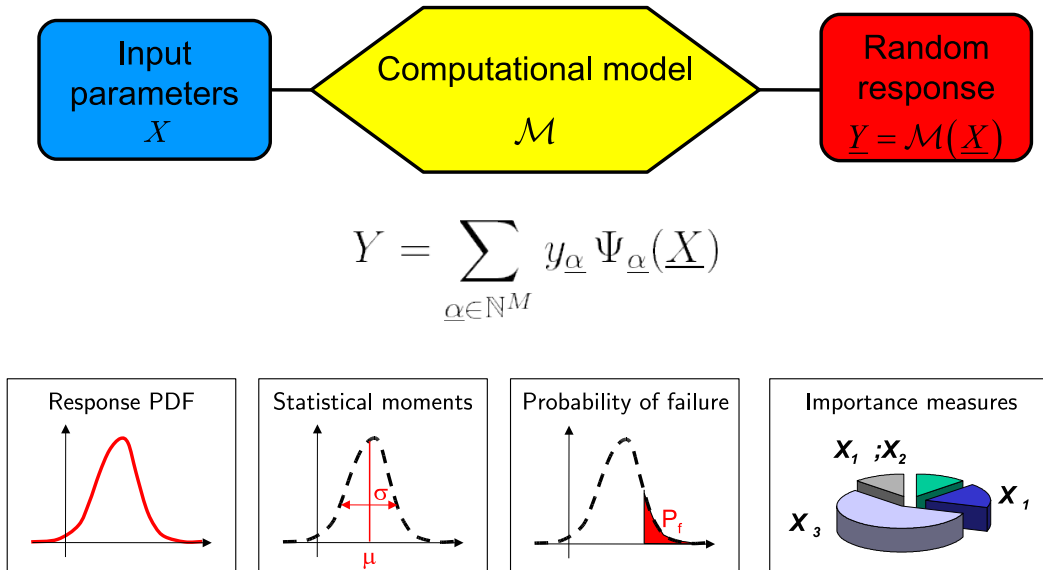 Input
parameters
X
Computational model
ℳ
Random
response
Y = ℳ(X)
Y = ∑ y_α Ψ_α(X)
α∈ℕ^M
Response PDF
Statistical moments
σ
μ
Probability of failure
P_f
Importance measures
X_1 ;X_2
X_1
X_3